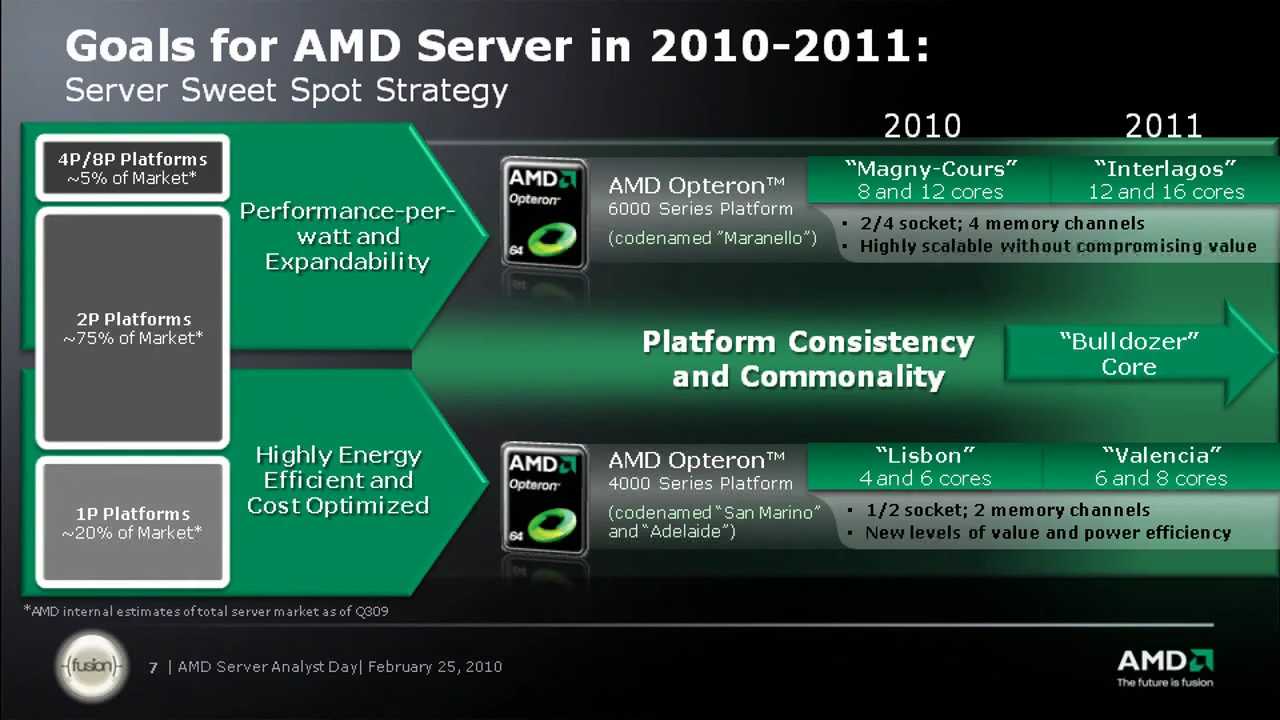 Goals for AMD Server in 2010-2011:
Server Sweet Spot Strategy
2010
2011
4P/8P Platforms
~5% of Market*
2P Platforms
~75% of Market*
1P Platforms
~20% of Market*
Performance-per-
watt and
Expandability
Highly Energy
Efficient and
Cost Optimized
AMD
Opteron™
64
AMD Opteron™
6000 Series Platform
(codenamed "Maranello")
“Magny-Cours”
8 and 12 cores
“Interlagos”
12 and 16 cores
• 2/4 socket; 4 memory channels
• Highly scalable without compromising value
Platform Consistency
and Commonality
“Bulldozer”
Core
AMD
Opteron™
64
AMD Opteron™
4000 Series Platform
(codenamed “San Marino”
and “Adelaide”)
“Lisbon”
4 and 6 cores
“Valencia”
6 and 8 cores
• 1/2 socket; 2 memory channels
• New levels of value and power efficiency
*AMD internal estimates of total server market as of Q309
fusion
7 | AMD Server Analyst Day| February 25, 2010
AMD
The future is fusion